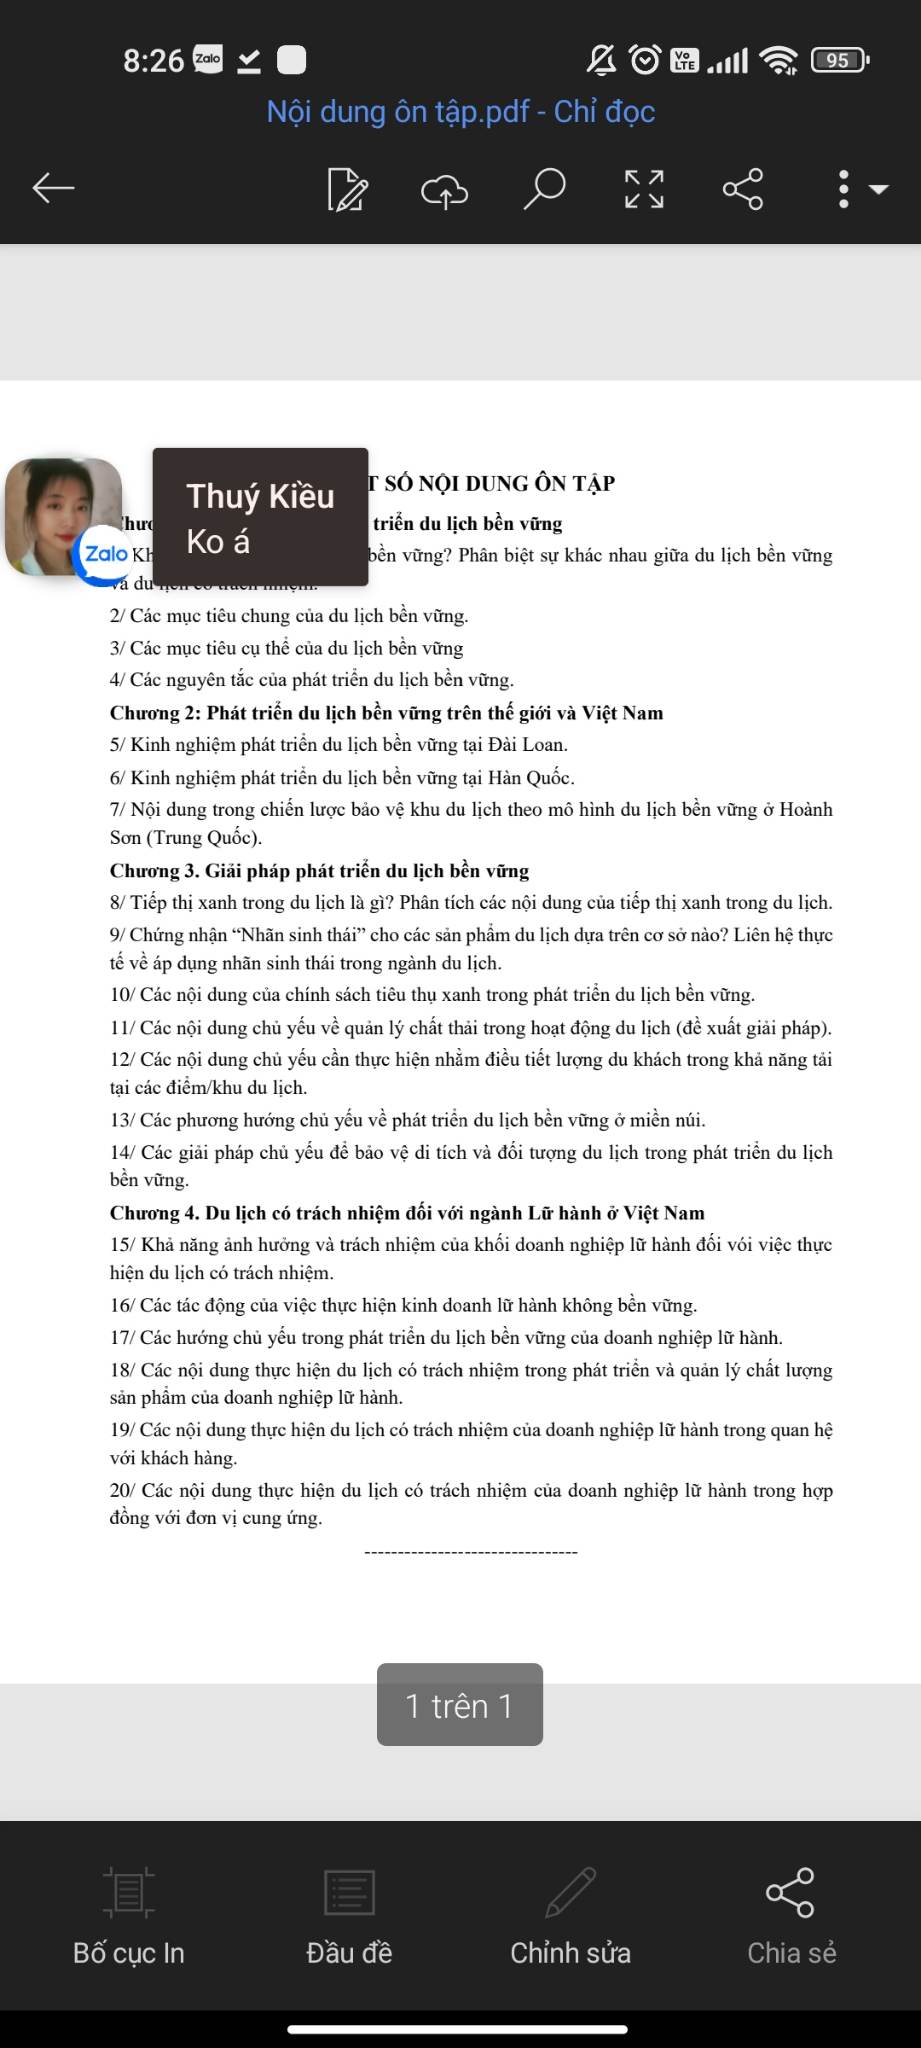 8:26 Zalo Vo LTE 95
Nội dung ôn tập.pdf - Chỉ đọc
T SỐ NỘI DUNG ÔN TẬP
Thuý Kiều
Ko á
Zalo
triển du lịch bền vững
bền vững? Phân biệt sự khác nhau giữa du lịch bền vững
và du lịch có trách nhiệm.
2/ Các mục tiêu chung của du lịch bền vững.
3/ Các mục tiêu cụ thể của du lịch bền vững
4/ Các nguyên tắc của phát triển du lịch bền vững.
Chương 2: Phát triển du lịch bền vững trên thế giới và Việt Nam
5/ Kinh nghiệm phát triển du lịch bền vững tại Đài Loan.
6/ Kinh nghiệm phát triển du lịch bền vững tại Hàn Quốc.
7/ Nội dung trong chiến lược bảo vệ khu du lịch theo mô hình du lịch bền vững ở Hoành
Sơn (Trung Quốc).
Chương 3. Giải pháp phát triển du lịch bền vững
8/ Tiếp thị xanh trong du lịch là gì? Phân tích các nội dung của tiếp thị xanh trong du lịch.
9/ Chứng nhận “Nhãn sinh thái” cho các sản phẩm du lịch dựa trên cơ sở nào? Liên hệ thực
tế về áp dụng nhãn sinh thái trong ngành du lịch.
10/ Các nội dung của chính sách tiêu thụ xanh trong phát triển du lịch bền vững.
11/ Các nội dung chủ yếu về quản lý chất thải trong hoạt động du lịch (đề xuất giải pháp).
12/ Các nội dung chủ yếu cần thực hiện nhằm điều tiết lượng du khách trong khả năng tải
tại các điểm/khu du lịch.
13/ Các phương hướng chủ yếu về phát triển du lịch bền vững ở miền núi.
14/ Các giải pháp chủ yếu để bảo vệ di tích và đối tượng du lịch trong phát triển du lịch
bền vững.
Chương 4. Du lịch có trách nhiệm đối với ngành Lữ hành ở Việt Nam
15/ Khả năng ảnh hưởng và trách nhiệm của khối doanh nghiệp lữ hành đối vói việc thực
hiện du lịch có trách nhiệm.
16/ Các tác động của việc thực hiện kinh doanh lữ hành không bền vững.
17/ Các hướng chủ yếu trong phát triển du lịch bền vững của doanh nghiệp lữ hành.
18/ Các nội dung thực hiện du lịch có trách nhiệm trong phát triển và quản lý chất lượng
sản phẩm của doanh nghiệp lữ hành.
19/ Các nội dung thực hiện du lịch có trách nhiệm của doanh nghiệp lữ hành trong quan hệ
với khách hàng.
20/ Các nội dung thực hiện du lịch có trách nhiệm của doanh nghiệp lữ hành trong hợp
đồng với đơn vị cung ứng.
--------------------------------
1 trên 1
Bố cục In
Đầu đề
Chỉnh sửa
Chia sẻ